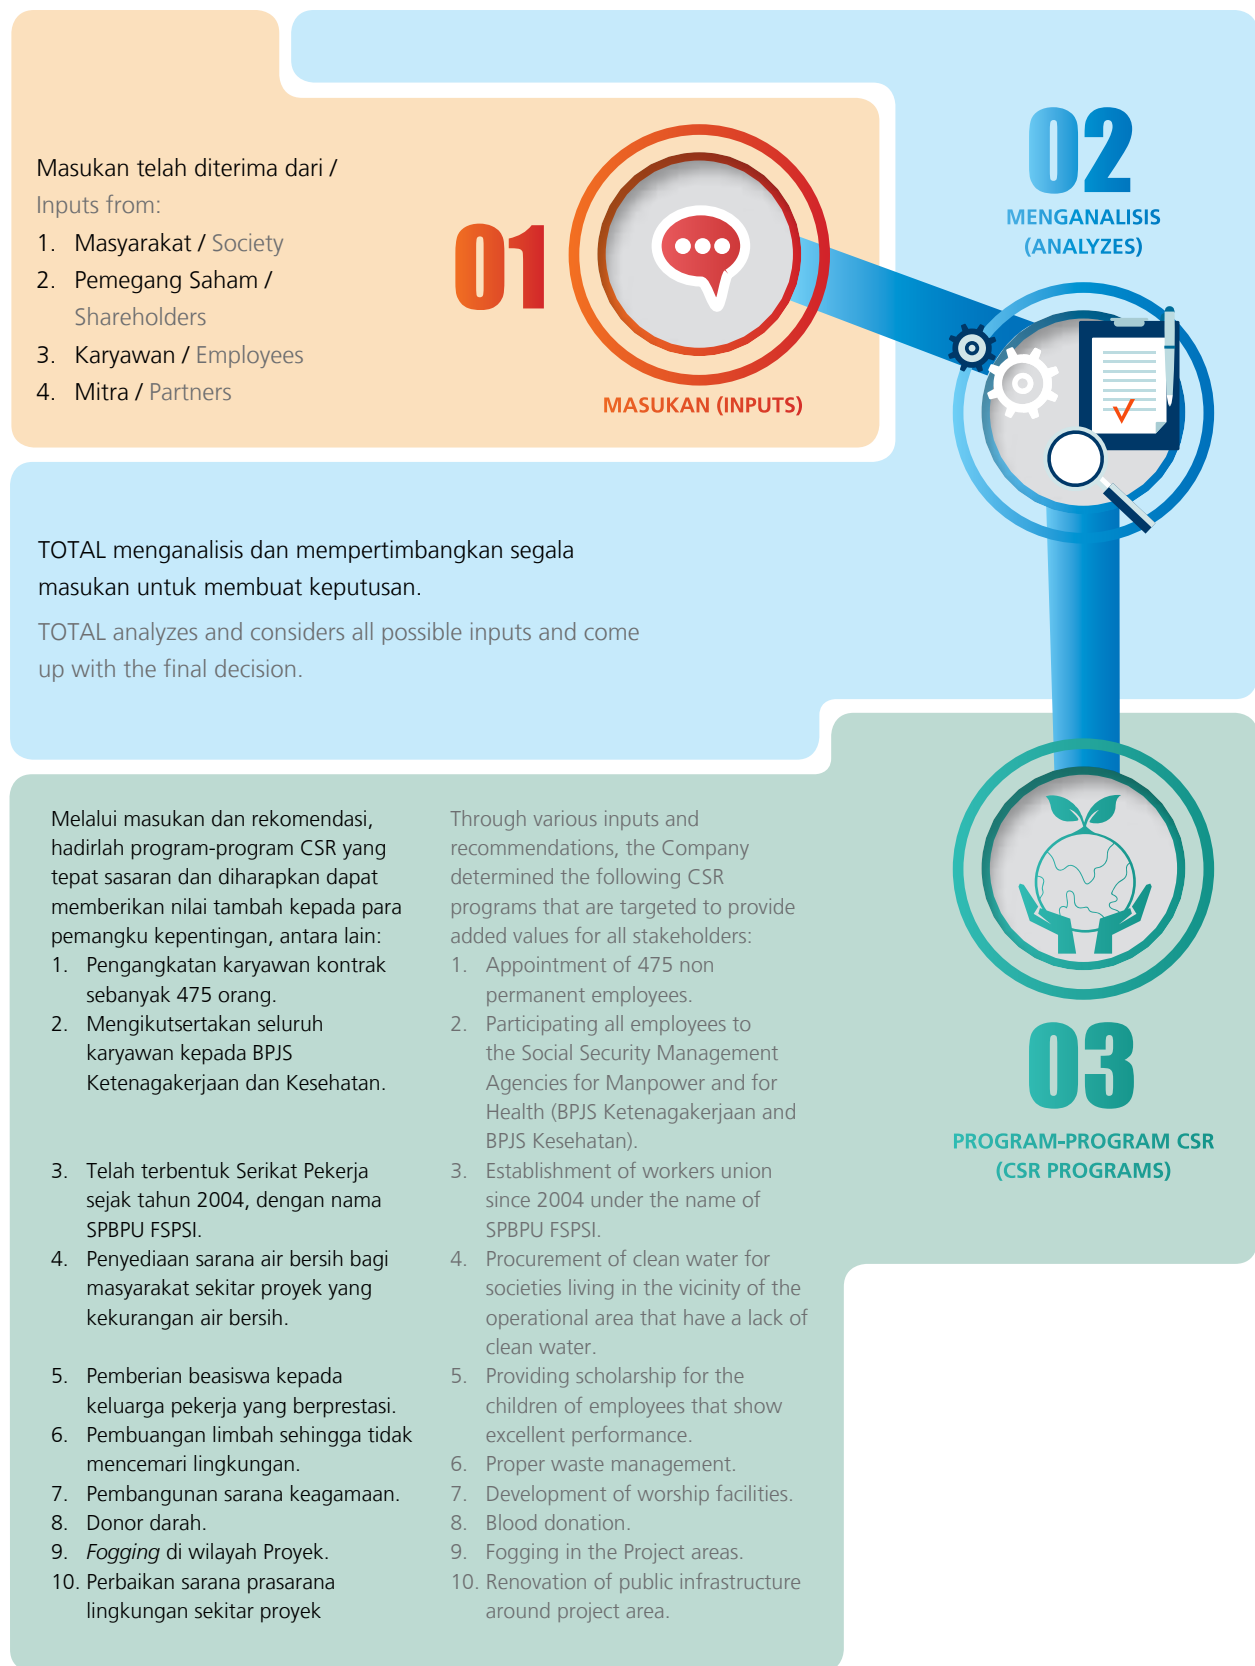 Masukan telah diterima dari /
Inputs from:
1. Masyarakat / Society
2. Pemegang Saham /
Shareholders
3. Karyawan / Employees
4. Mitra / Partners
01
MASUKAN (INPUTS)
02
MENGANALISIS
(ANALYZES)
TOTAL menganalisis dan mempertimbangkan segala
masukan untuk membuat keputusan.
TOTAL analyzes and considers all possible inputs and come
up with the final decision.
Melalui masukan dan rekomendasi,
hadirlah program-program CSR yang
tepat sasaran dan diharapkan dapat
memberikan nilai tambah kepada para
pemangku kepentingan, antara lain:
1. Pengangkatan karyawan kontrak
sebanyak 475 orang.
2. Mengikutsertakan seluruh
karyawan kepada BPJS
Ketenagakerjaan dan Kesehatan.
3. Telah terbentuk Serikat Pekerja
sejak tahun 2004, dengan nama
SPBPU FSPSI.
4. Penyediaan sarana air bersih bagi
masyarakat sekitar proyek yang
kekurangan air bersih.
5. Pemberian beasiswa kepada
keluarga pekerja yang berprestasi.
6. Pembuangan limbah sehingga tidak
mencemari lingkungan.
7. Pembangunan sarana keagamaan.
8. Donor darah.
9. Fogging di wilayah Proyek.
10. Perbaikan sarana prasarana
lingkungan sekitar proyek
Through various inputs and
recommendations, the Company
determined the following CSR
programs that are targeted to provide
added values for all stakeholders:
1. Appointment of 475 non
permanent employees.
2. Participating all employees to
the Social Security Management
Agencies for Manpower and for
Health (BPJS Ketenagakerjaan and
BPJS Kesehatan).
3. Establishment of workers union
since 2004 under the name of
SPBPU FSPSI.
4. Procurement of clean water for
societies living in the vicinity of the
operational area that have a lack of
clean water.
5. Providing scholarship for the
children of employees that show
excellent performance.
6. Proper waste management.
7. Development of worship facilities.
8. Blood donation.
9. Fogging in the Project areas.
10. Renovation of public infrastructure
around project area.
03
PROGRAM-PROGRAM CSR
(CSR PROGRAMS)